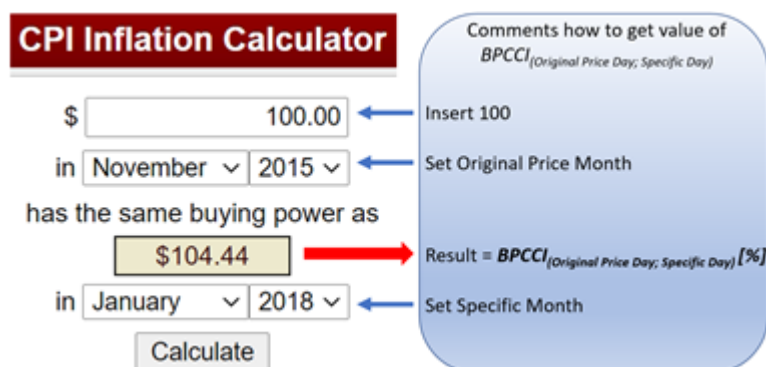 CPI Inflation Calculator
$ 100.00
in November 2015
has the same buying power as
$104.44
in January 2018
Calculate
Comments how to get value of
BPCCI(Original Price Day; Specific Day)
Insert 100
Set Original Price Month
Result = BPCCI(Original Price Day; Specific Day) [%]
Set Specific Month